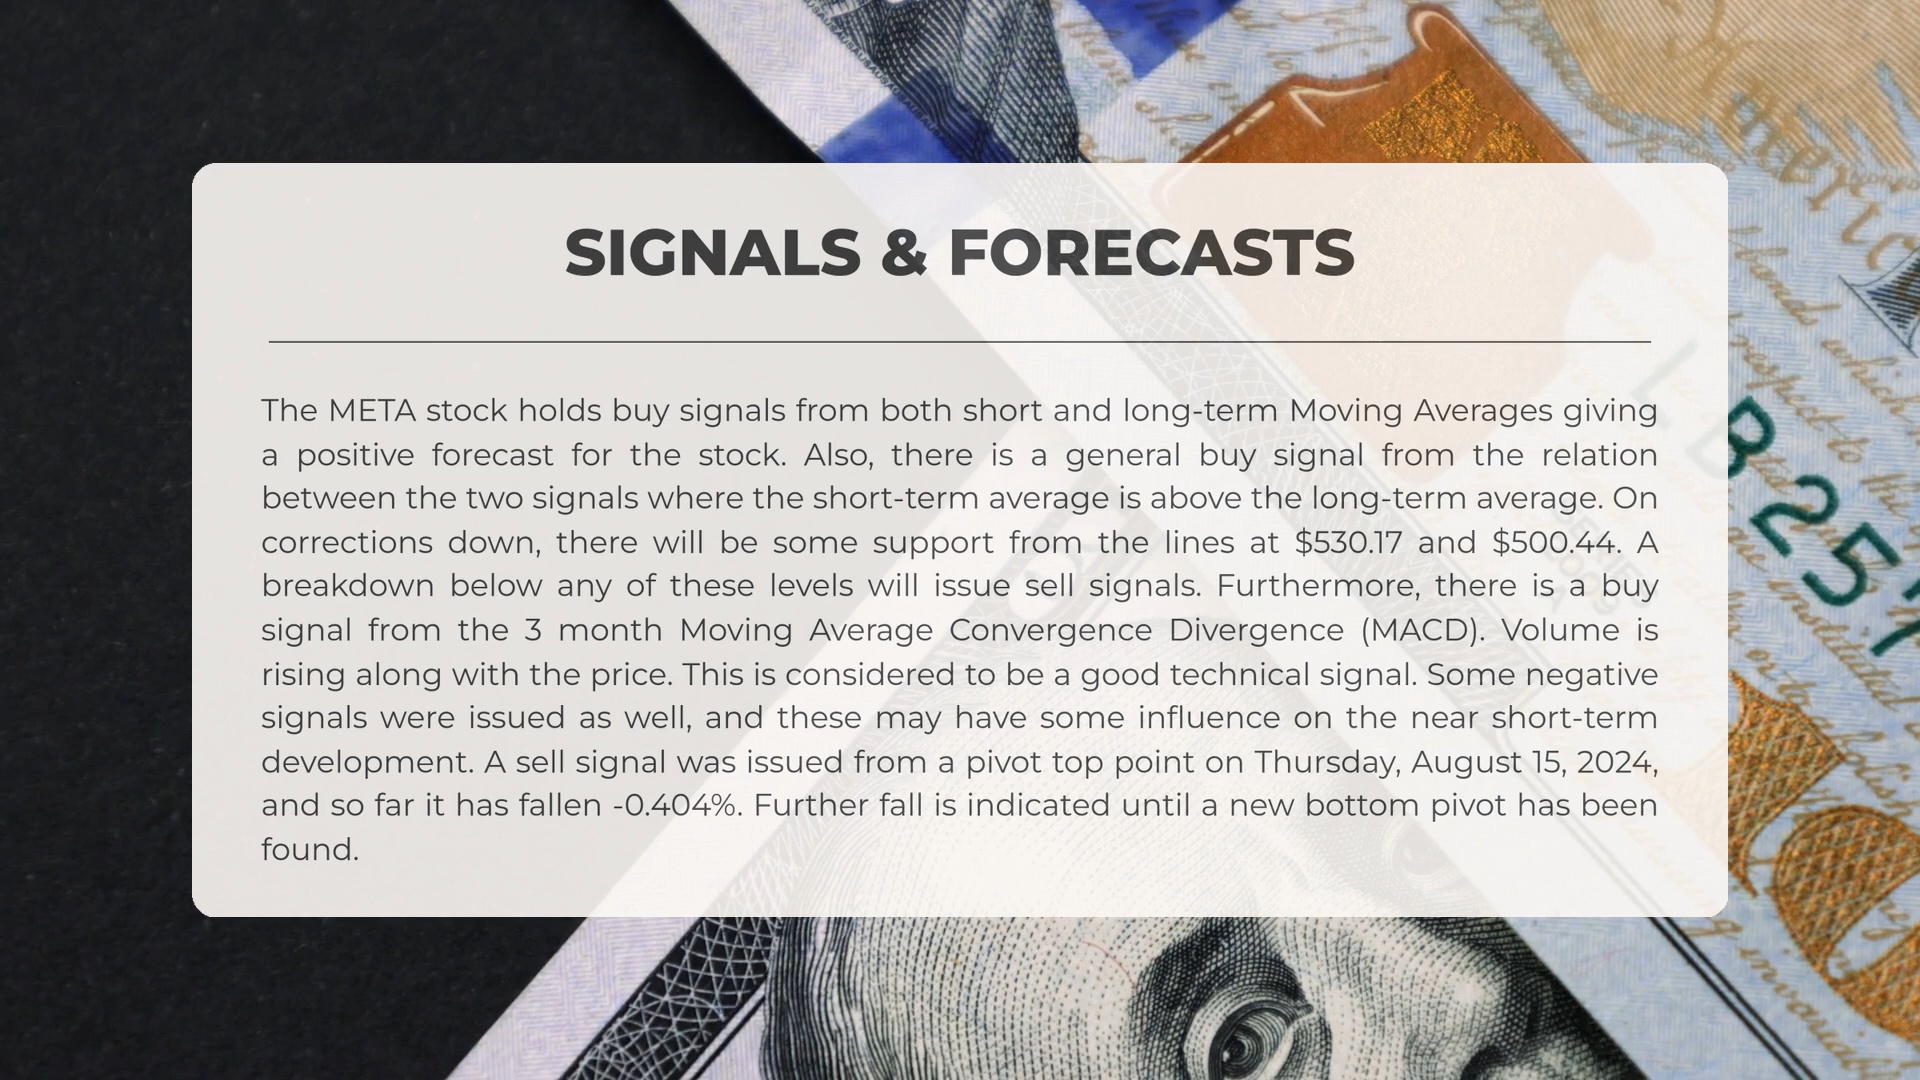 SIGNALS & FORECASTS
The META stock holds buy signals from both short and long-term Moving Averages giving
a positive forecast for the stock. Also, there is a general buy signal from the relation
between the two signals where the short-term average is above the long-term average. On
corrections down, there will be some support from the lines at $530.17 and $500.44. A
breakdown below any of these levels will issue sell signals. Furthermore, there is a buy
signal from the 3 month Moving Average Convergence Divergence (MACD). Volume is
rising along with the price. This is considered to be a good technical signal. Some negative
signals were issued as well, and these may have some influence on the near short-term
development. A sell signal was issued from a pivot top point on Thursday, August 15, 2024,
and so far it has fallen -0.404%. Further fall is indicated until a new bottom pivot has been
found.